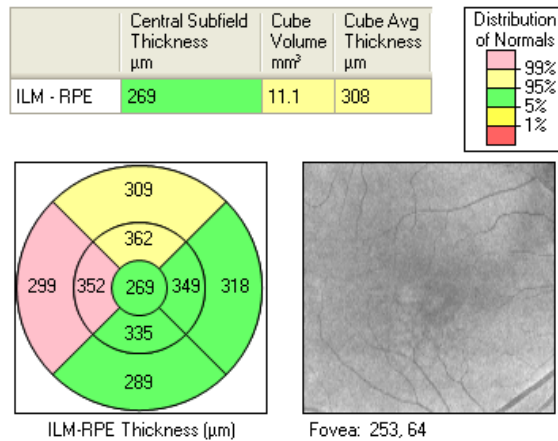 Central Subfield Thickness µm Cube Volume mm³ Cube Avg Thickness µm
ILM - RPE 269 11.1 308
Distribution of Normals
99%
95%
5%
1%
309
362
299 352 269 349 318
335
289
ILM-RPE Thickness (µm)
Fovea: 253, 64